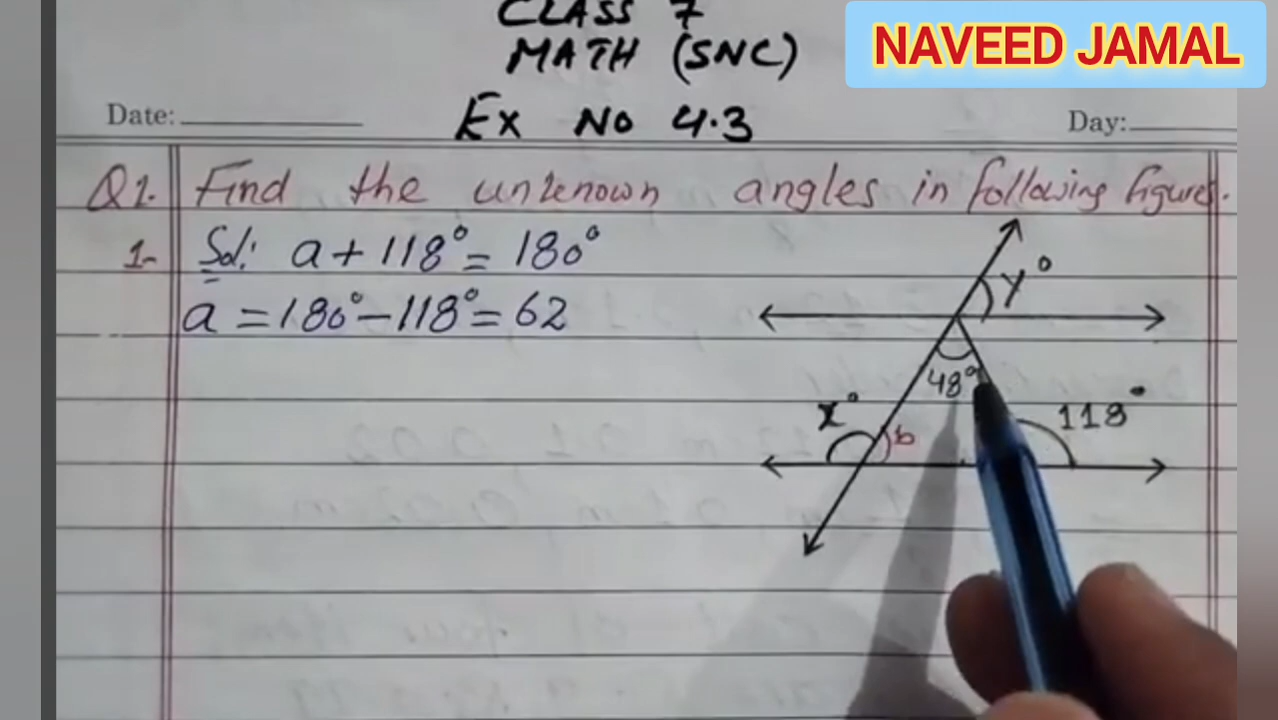 CLASS 7
NAVEED JAMAL
MATH (SNC)
Date:
Ex No 4.3
Day:
Q1. Find the unknown angles in following figures.
1- Sol: a + 118° = 180°
a = 180° - 118° = 62
y°
48°
x°
b
118°